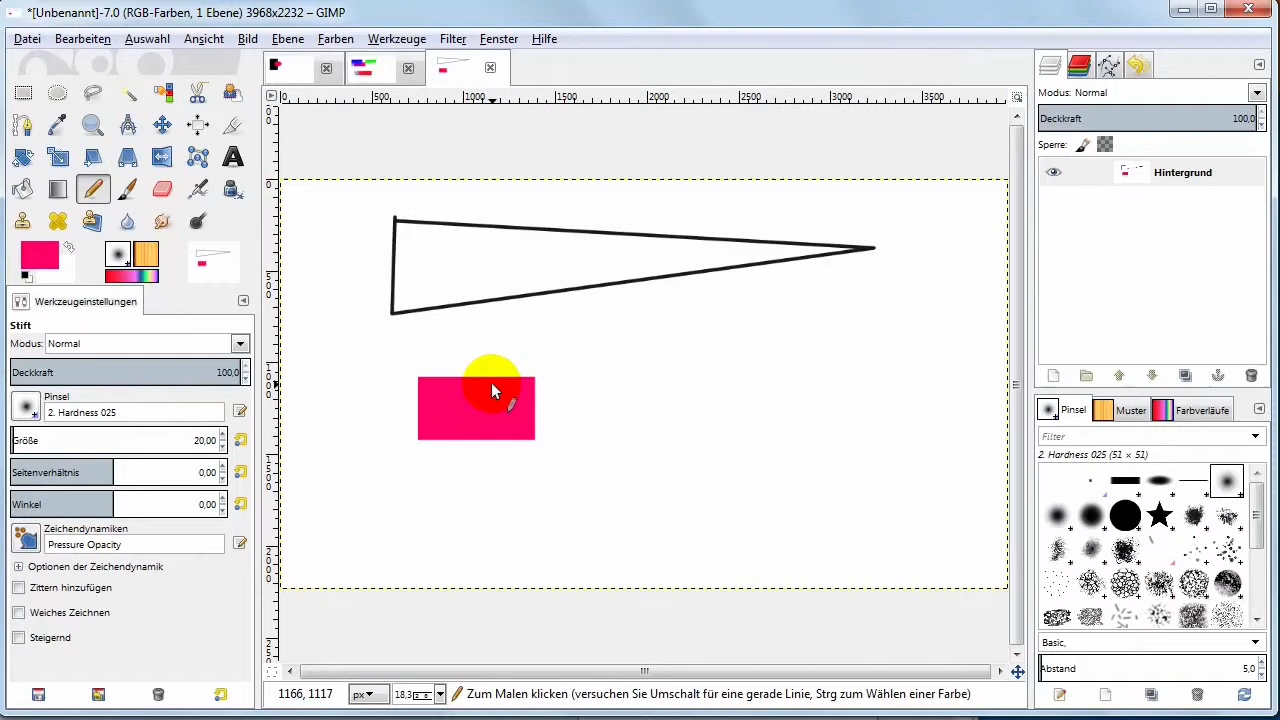 *[Unbenannt]-7.0 (RGB-Farben, 1 Ebene) 3968x2232 – GIMP
Datei Bearbeiten Auswahl Ansicht Bild Ebene Farben Werkzeuge Filter Fenster Hilfe
0 500 1000 1500 2000 2500 3000 3500
Modus: Normal
Deckkraft 100,0
Sperre:
Hintergrund
Werkzeugeinstellungen
Stift
Modus: Normal
Deckkraft 100,0
Pinsel
2. Hardness 025
Größe 20,00
Seitenverhältnis 0,00
Winkel 0,00
Zeichendynamiken
Pressure Opacity
Optionen der Zeichendynamik
Zittern hinzufügen
Weiches Zeichnen
Steigernd
Pinsel Muster Farbverläufe
Filter
2. Hardness 025 (51 × 51)
Basic,
Abstand 5,0
1166, 1117 px 18,3 Zum Malen klicken (versuchen Sie Umschalt für eine gerade Linie, Strg zum Wählen einer Farbe)